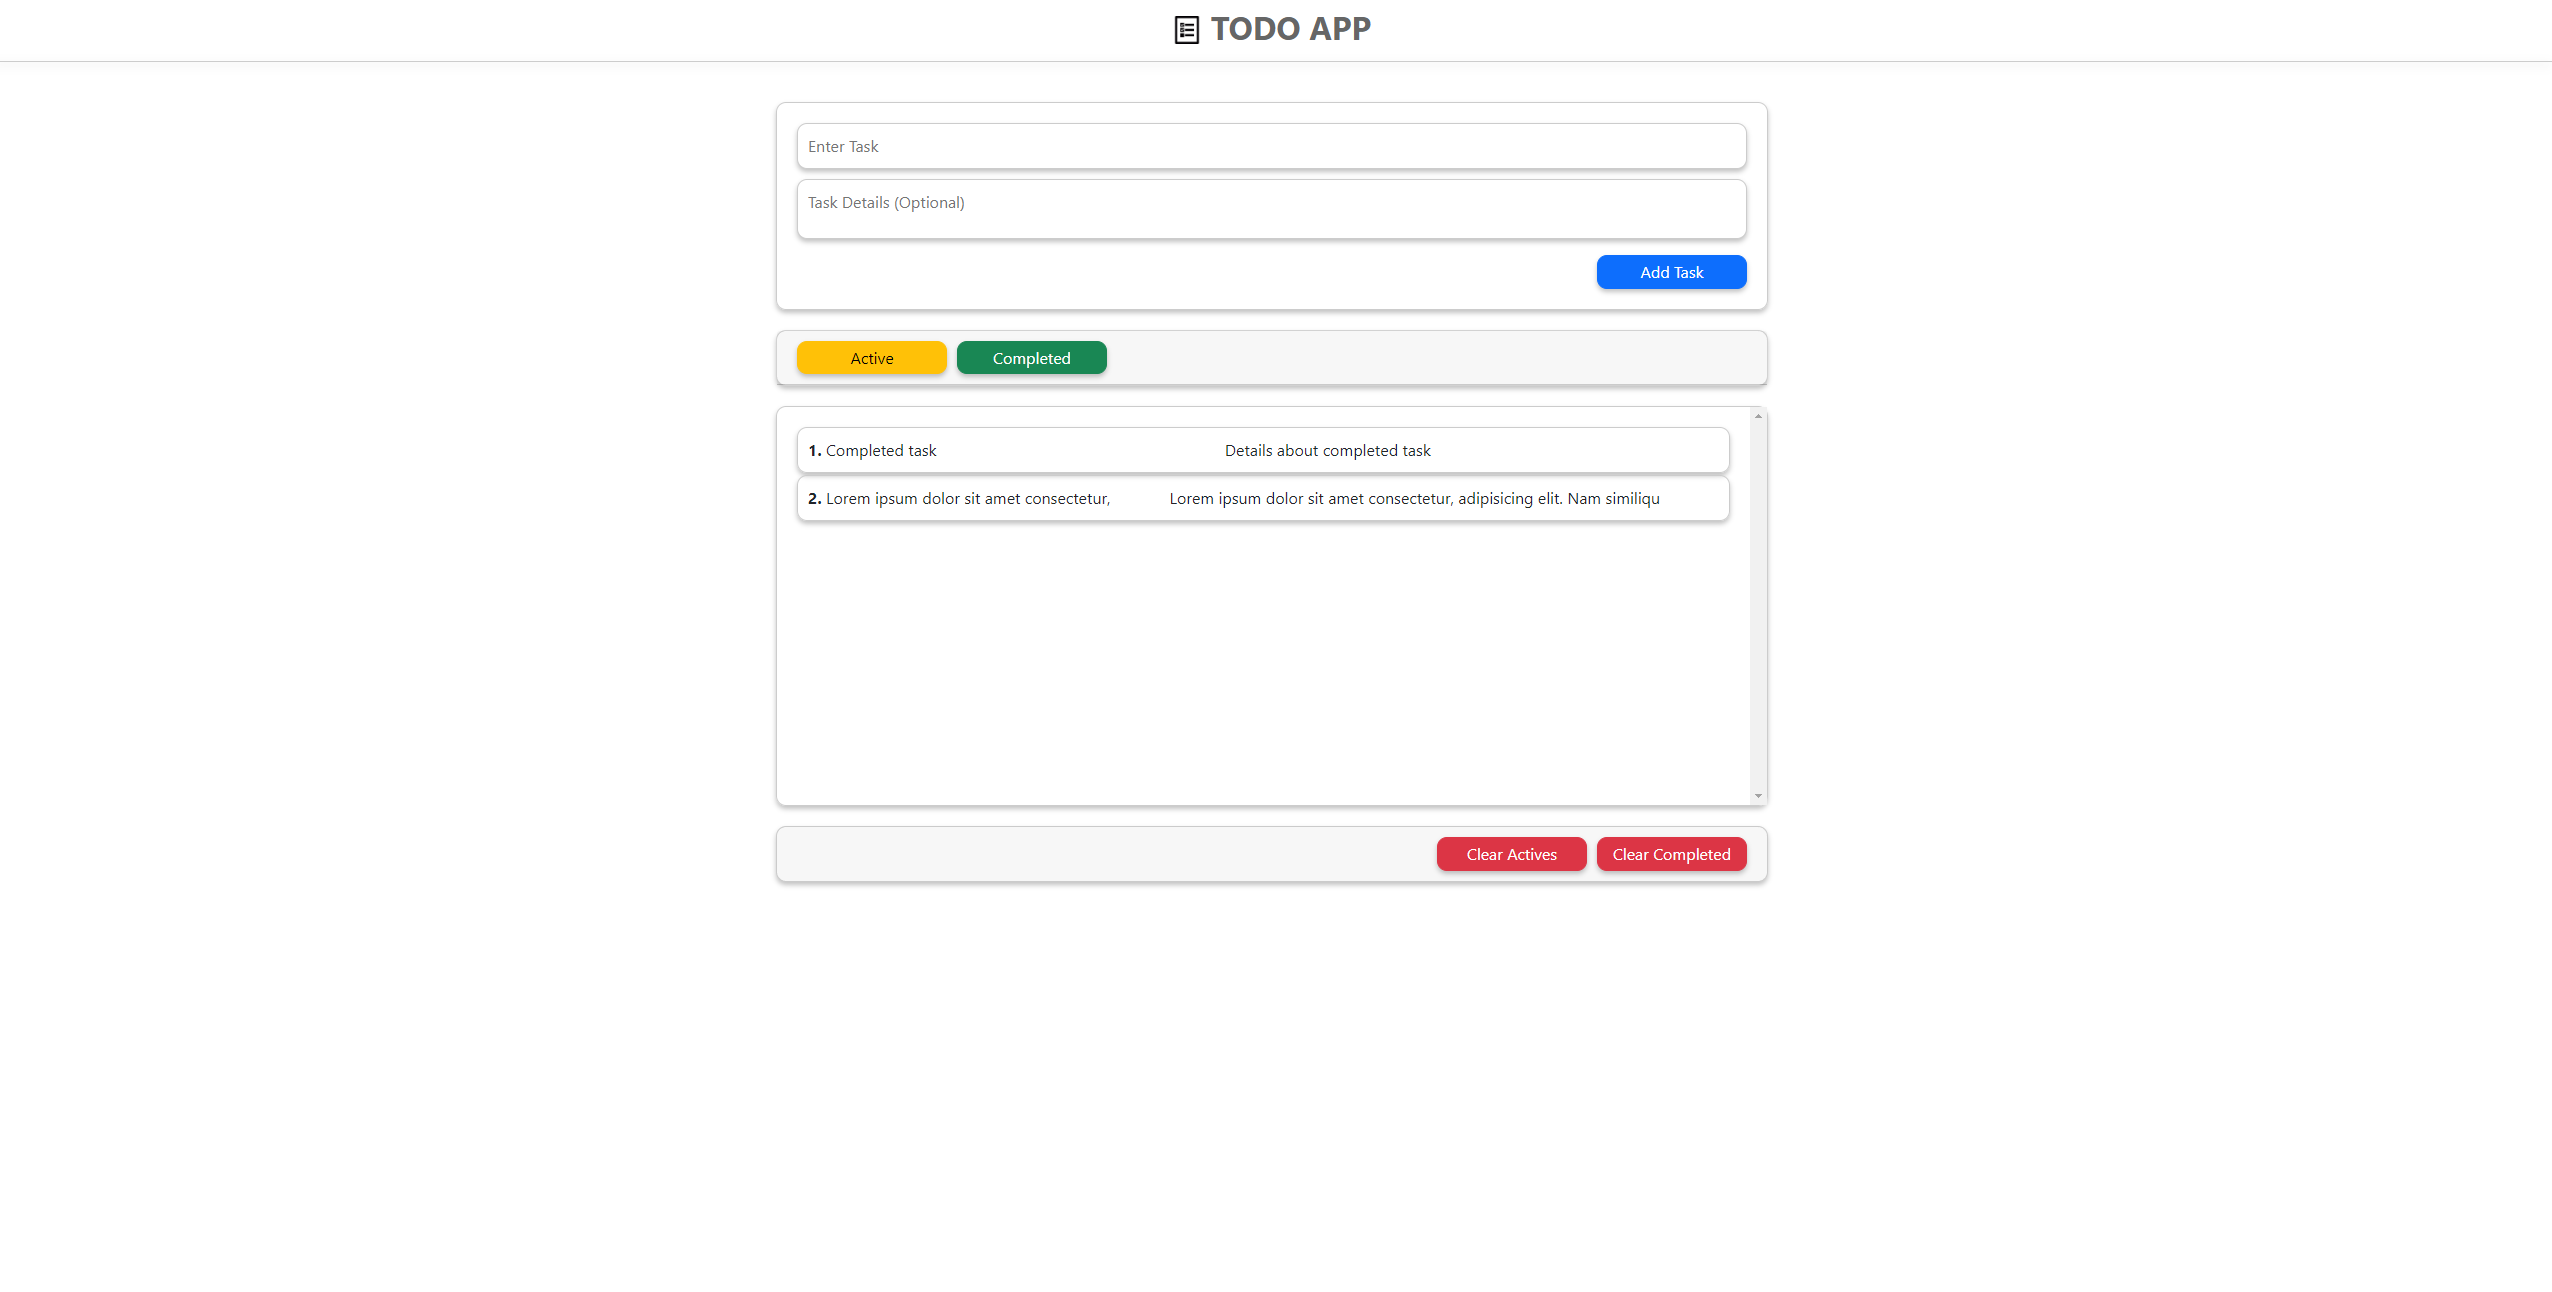 TODO APP
Enter Task
Task Details (Optional)
Add Task
Active Completed
1. Completed task Details about completed task
2. Lorem ipsum dolor sit amet consectetur, Lorem ipsum dolor sit amet consectetur, adipisicing elit. Nam similiqu
Clear Actives Clear Completed